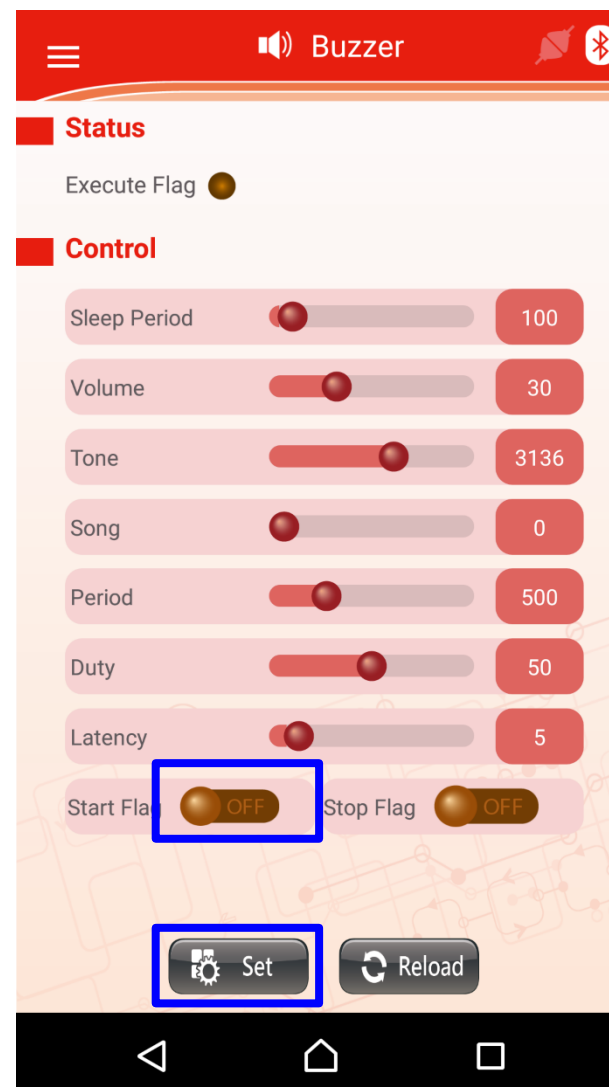 Buzzer
Status
Execute Flag
Control
Sleep Period 100
Volume 30
Tone 3136
Song 0
Period 500
Duty 50
Latency 5
Start Flag OFF Stop Flag OFF
Set Reload